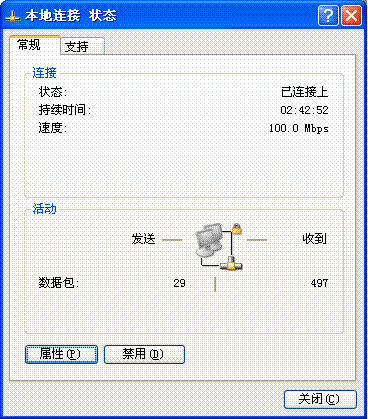 本地连接 状态
常规 支持
连接
状态: 已连接上
持续时间: 02:42:52
速度: 100.0 Mbps
活动
发送 收到
数据包: 29 497
属性(P) 禁用(D)
关闭(C)